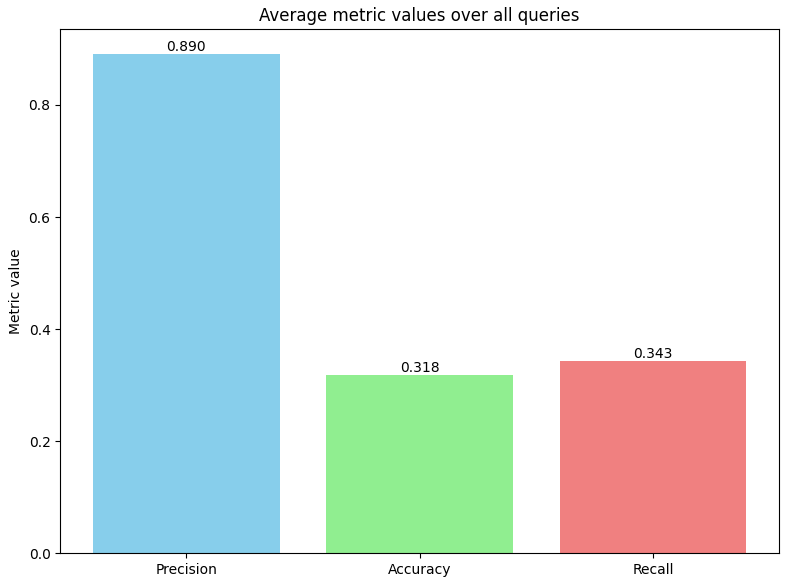 Average metric values over all queries
Metric value
0.8
0.6
0.4
0.2
0.0
0.890
0.318
0.343
Precision
Accuracy
Recall